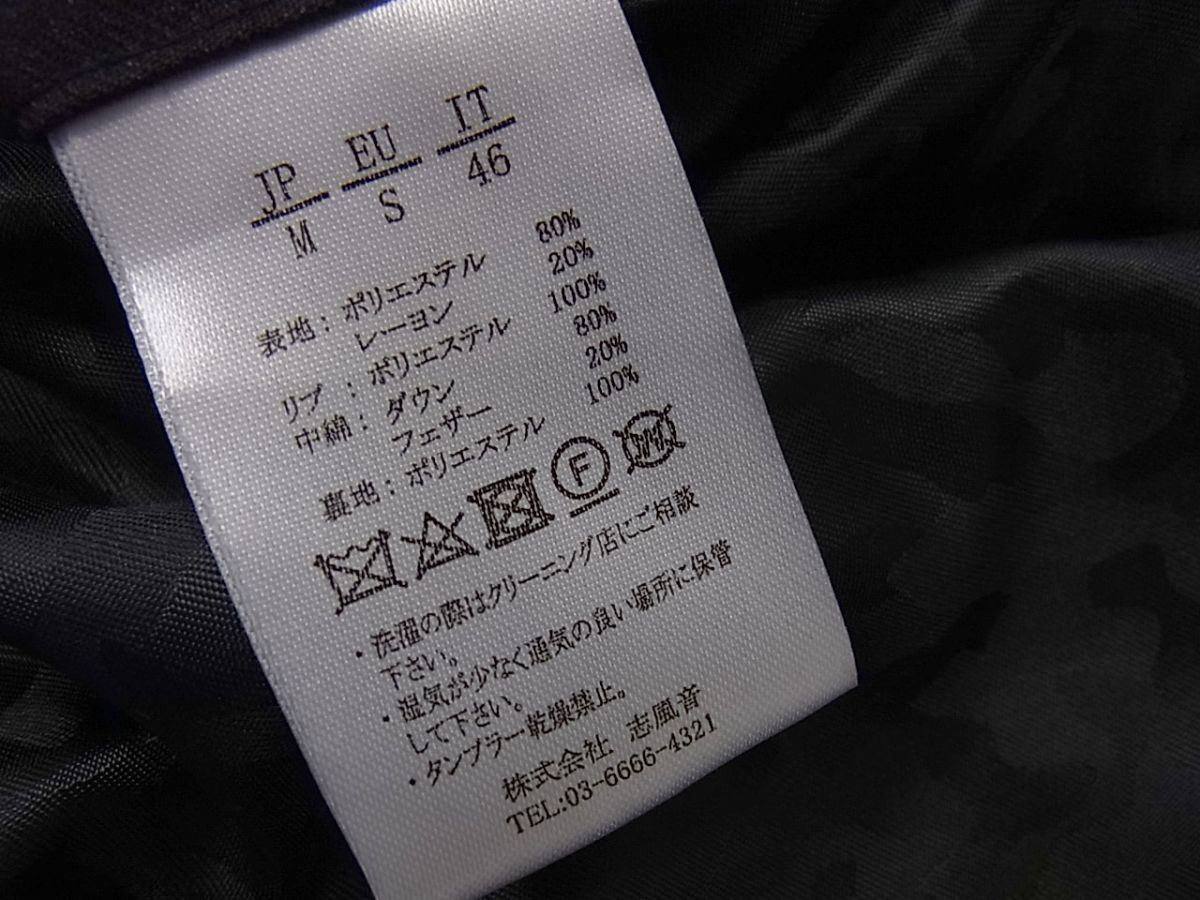 JP EU IT
M S 46
表地：ポリエステル 80%
レーヨン 20%
リブ：ポリエステル 100%
中綿：ダウン 80%
フェザー 20%
裏地：ポリエステル 100%
F W
・洗濯の際はクリーニング店にご相談
下さい。
・湿気が少なく通気の良い場所に保管
して下さい。
・タンブラー乾燥禁止。
株式会社 志風音
TEL:03-6666-4321